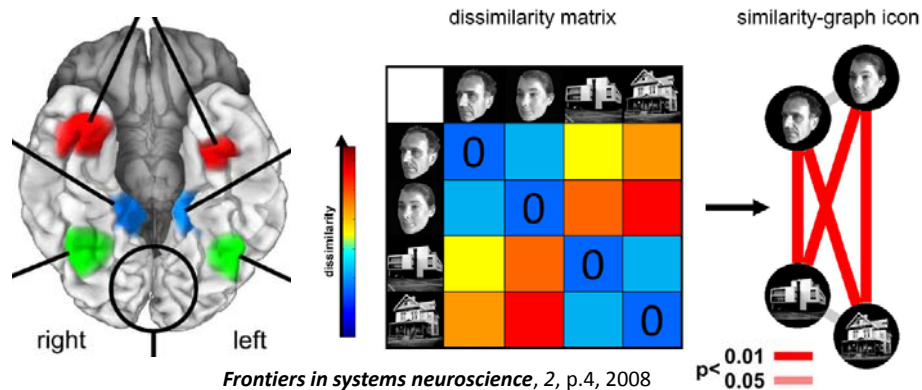 dissimilarity matrix
similarity-graph icon
dissimilarity
0
0
0
0
right
left
p< 0.01
0.05
Frontiers in systems neuroscience, 2, p.4, 2008